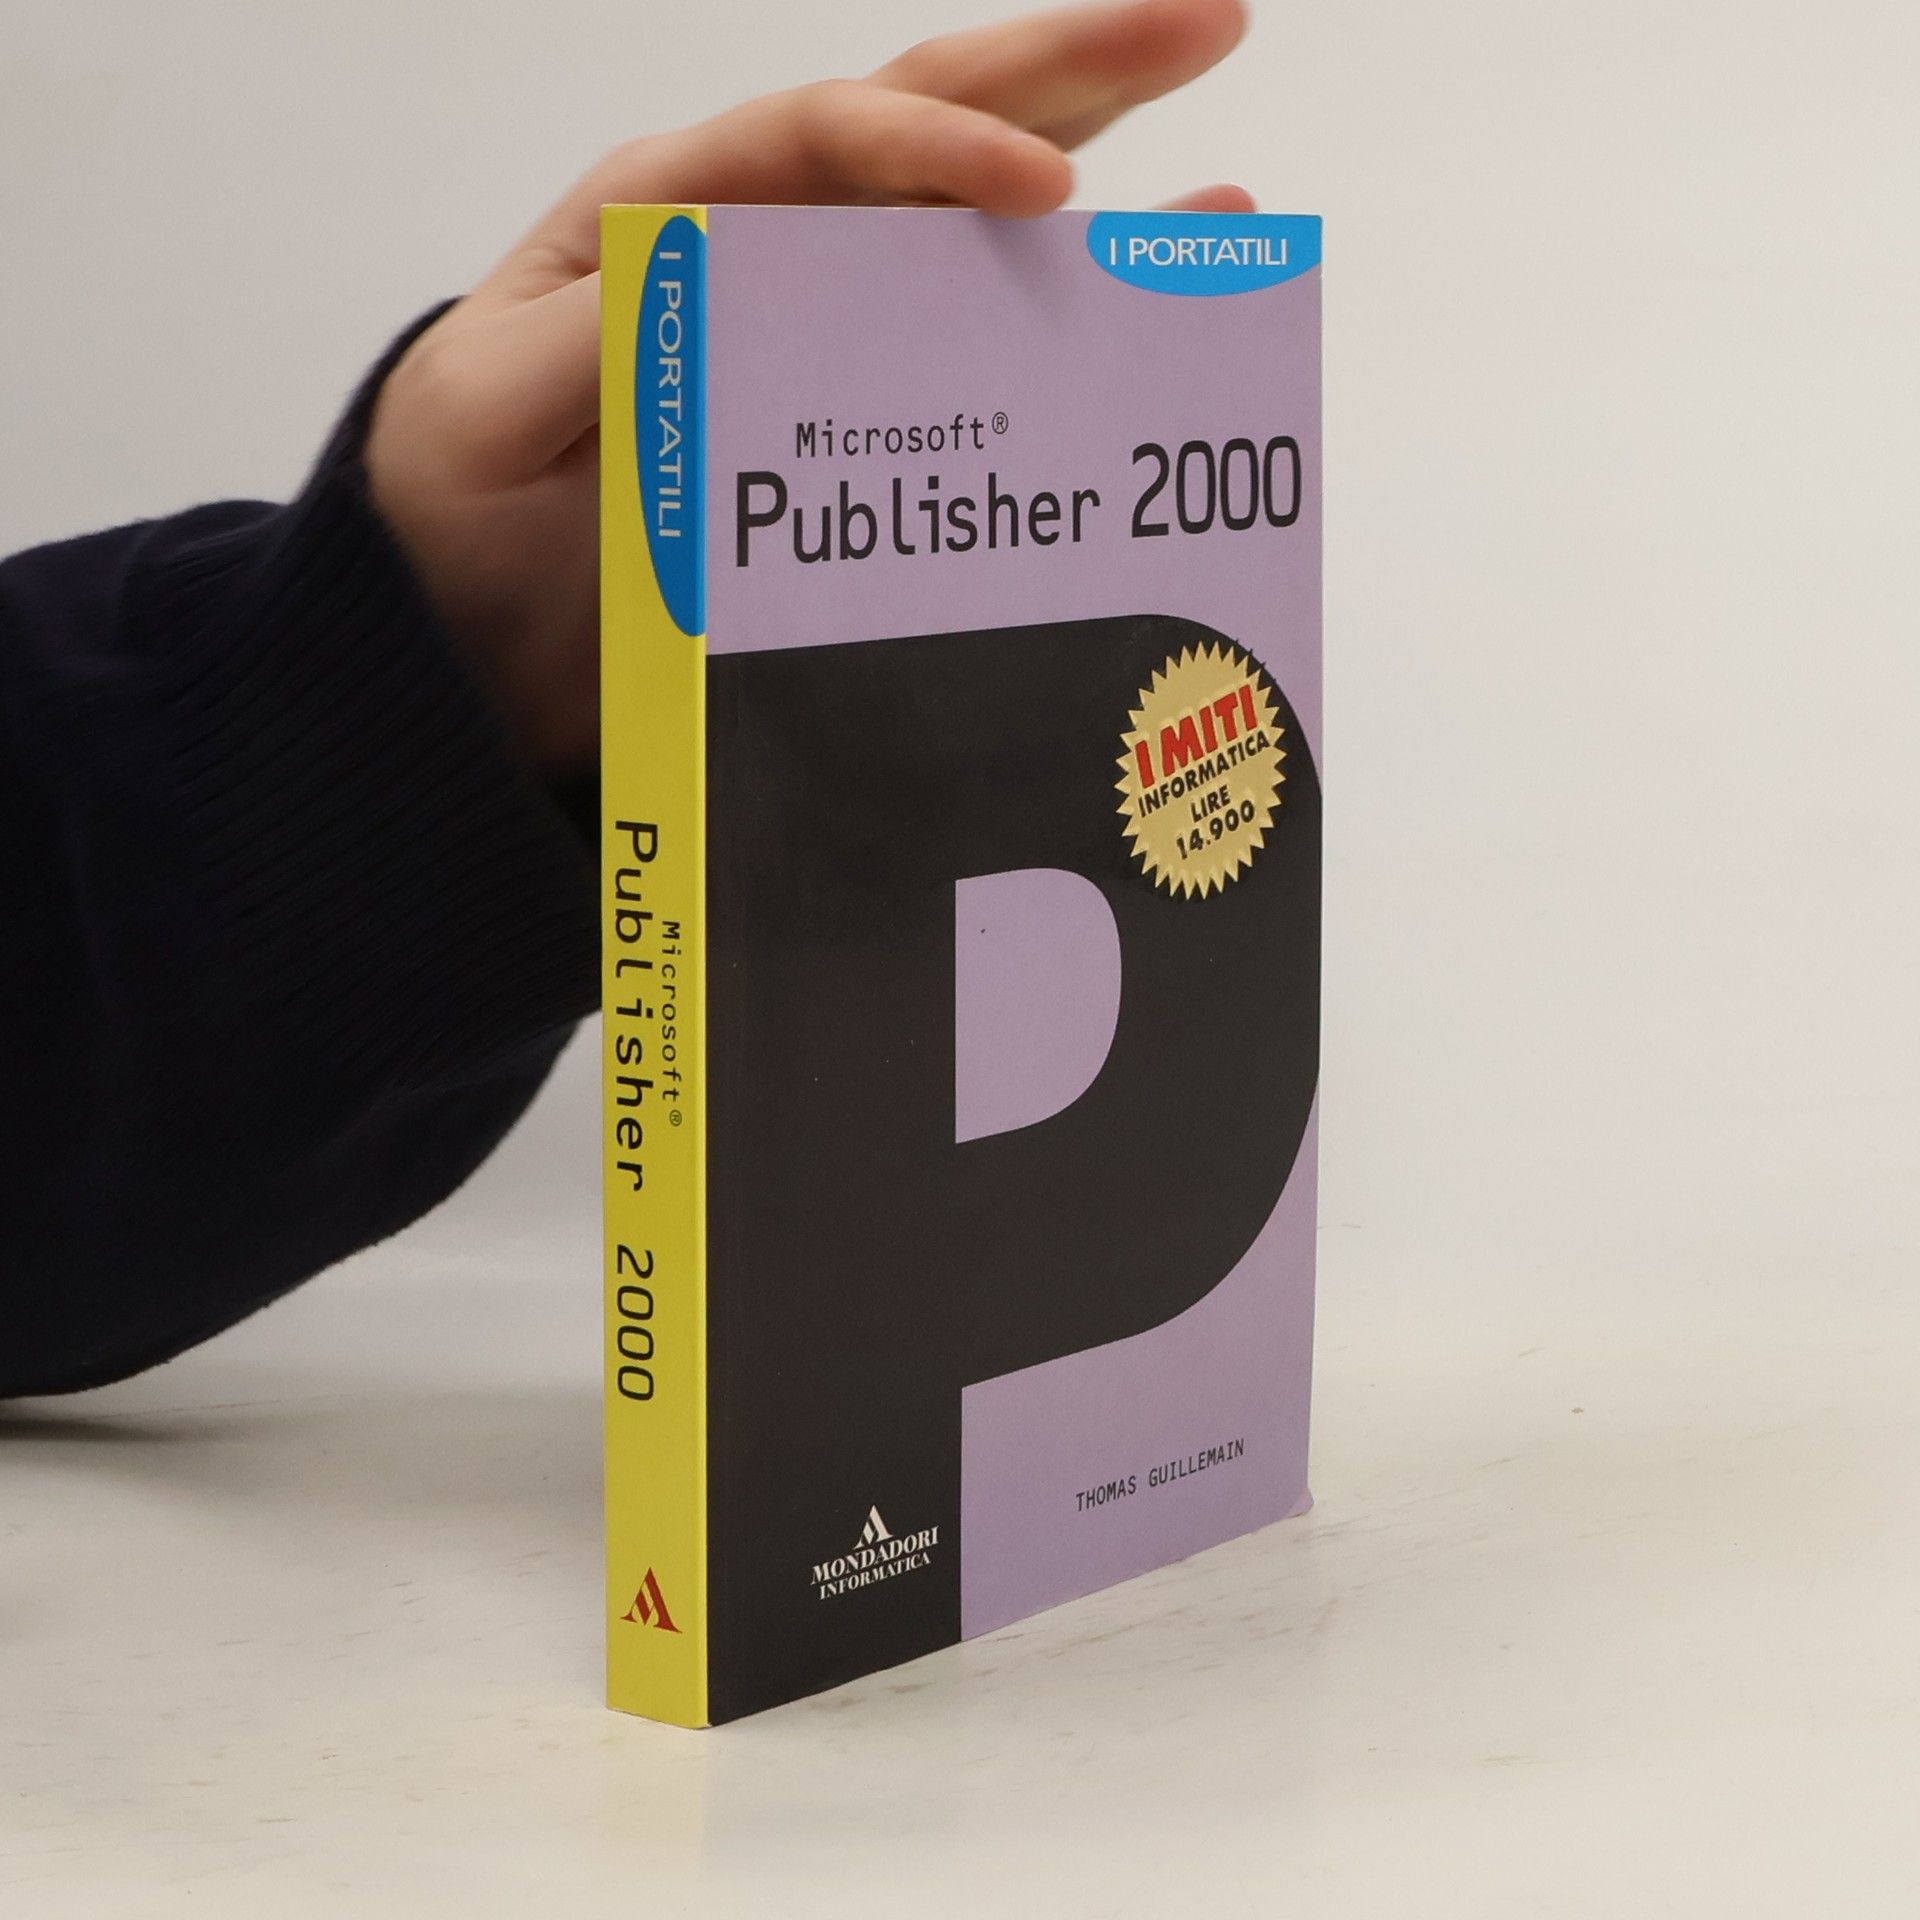 I PORTATILI
Microsoft®
Publisher 2000
I MITI
INFORMATICA
LIRE
14.900
THOMAS GUILLEMAIN
MONDADORI
INFORMATICA
I PORTATILI
Microsoft®
Publisher 2000